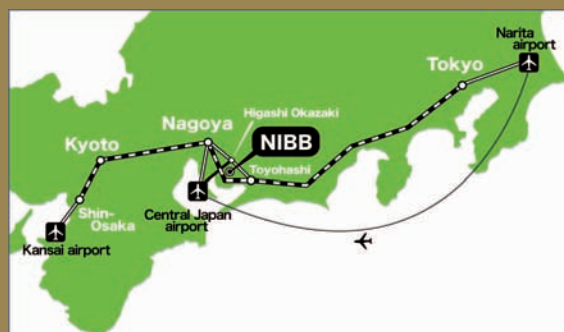 Narita
airport
Tokyo
Higashi Okazaki
Nagoya
NIBB
Kyoto
Toyohashi
Shin-
Osaka
Central Japan
airport
Kansai airport